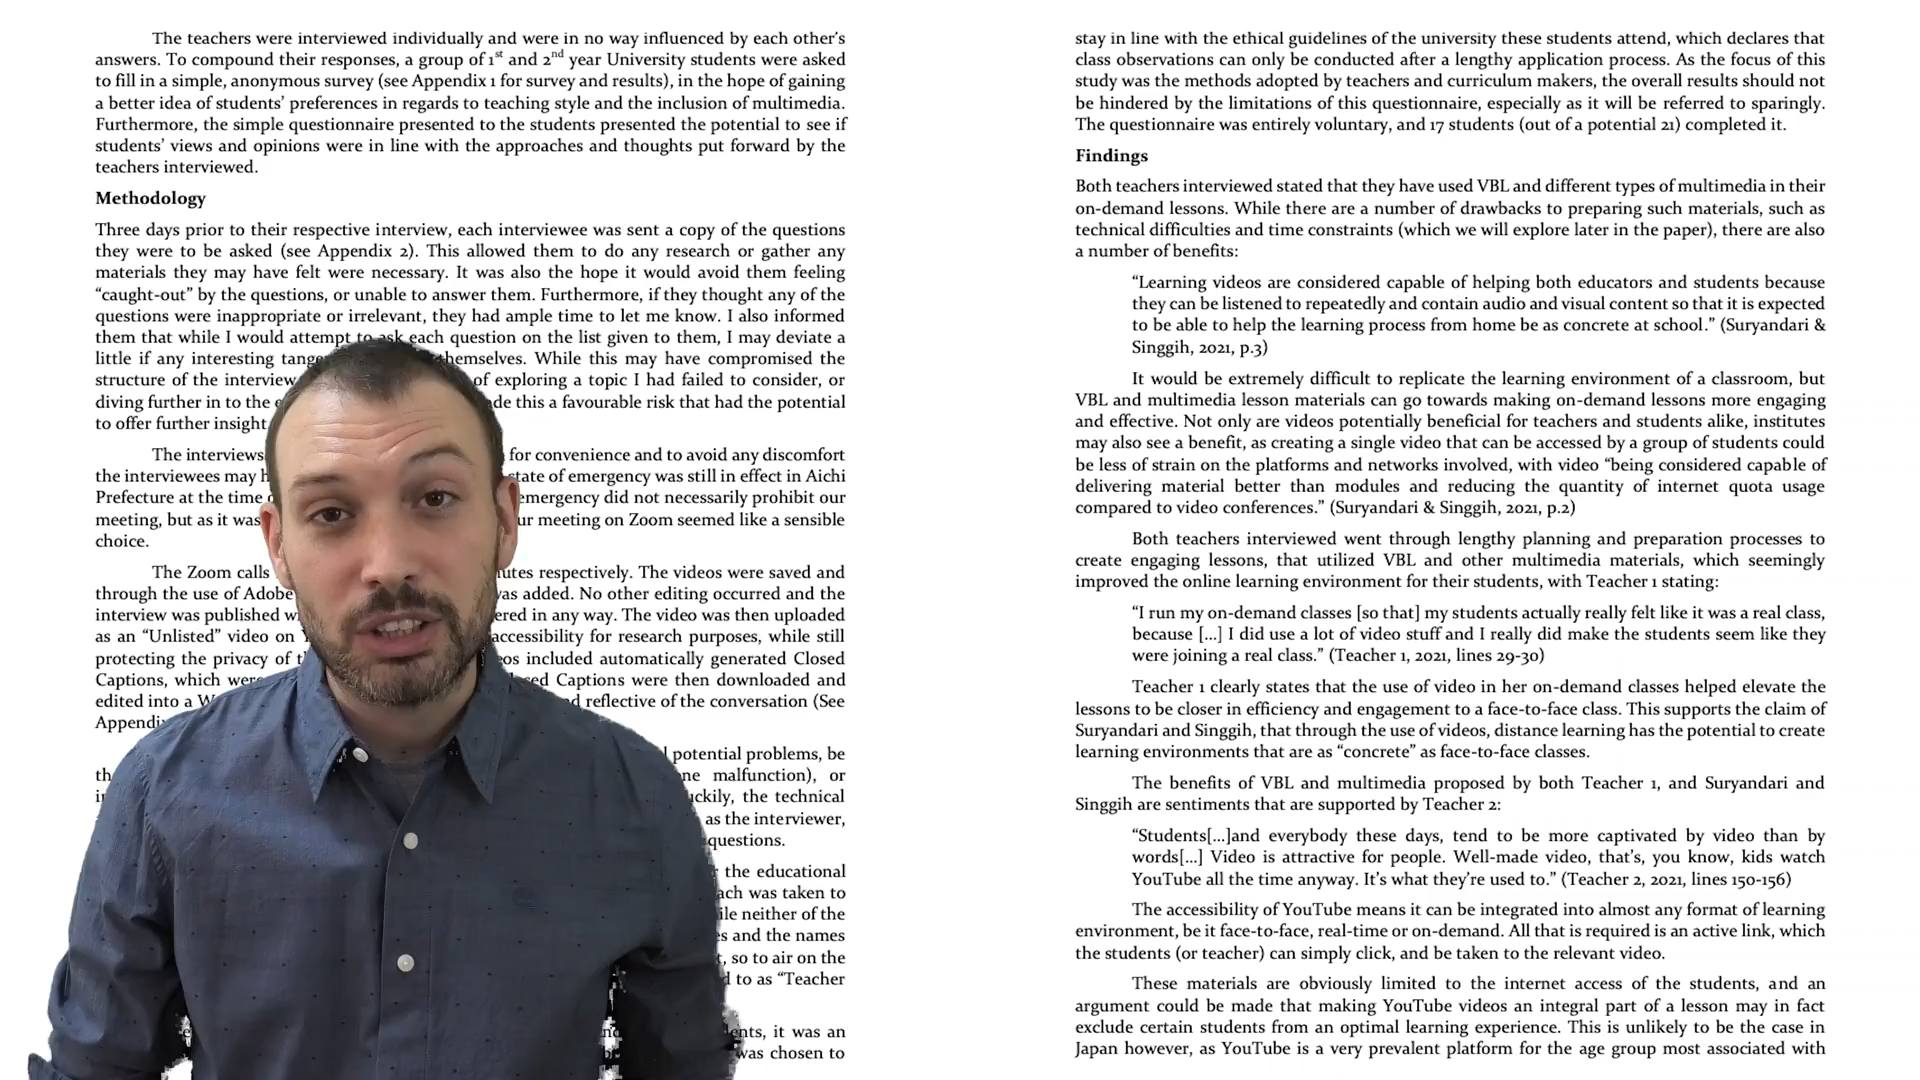 The teachers were interviewed individually and were in no way influenced by each other's
answers. To compound their responses, a group of 1st and 2nd year University students were asked
to fill in a simple, anonymous survey (see Appendix 1 for survey and results), in the hope of gaining
a better idea of students' preferences in regards to teaching style and the inclusion of multimedia.
Furthermore, the simple questionnaire presented to the students presented the potential to see if
students' views and opinions were in line with the approaches and thoughts put forward by the
teachers interviewed.
Methodology
Three days prior to their respective interview, each interviewee was sent a copy of the questions
they were to be asked (see Appendix 2). This allowed them to do any research or gather any
materials they may have felt were necessary. It was also the hope it would avoid them feeling
“caught-out” by the questions, or unable to answer them. Furthermore, if they thought any of the
questions were inappropriate or irrelevant, they had ample time to let me know. I also informed
them that while I would attempt to ask each question on the list given to them, I may deviate a
little if any interesting themselves. While this may have compromised the
structure of the interview of exploring a topic I had failed to consider, or
diving further in to the this a favourable risk that had the potential
to offer further insight
The interviews for convenience and to avoid any discomfort
the interviewees may state of emergency was still in effect in Aichi
Prefecture at the time emergency did not necessarily prohibit our
meeting, but as it was our meeting on Zoom seemed like a sensible
choice.
The Zoom calls respectively. The videos were saved and
through the use of Adobe was added. No other editing occurred and the
interview was published in any way. The video was then uploaded
as an “Unlisted” video on accessibility for research purposes, while still
protecting the privacy of included automatically generated Closed
Captions, which were Captions were then downloaded and
edited into a reflective of the conversation (See
Appendix
potential problems, be
malfunction), or
the technical
as the interviewer,
questions.
the educational
was taken to
neither of the
and the names
so to air on the
to as “Teacher
it was an
was chosen to
stay in line with the ethical guidelines of the university these students attend, which declares that
class observations can only be conducted after a lengthy application process. As the focus of this
study was the methods adopted by teachers and curriculum makers, the overall results should not
be hindered by the limitations of this questionnaire, especially as it will be referred to sparingly.
The questionnaire was entirely voluntary, and 17 students (out of a potential 21) completed it.
Findings
Both teachers interviewed stated that they have used VBL and different types of multimedia in their
on-demand lessons. While there are a number of drawbacks to preparing such materials, such as
technical difficulties and time constraints (which we will explore later in the paper), there are also
a number of benefits:
“Learning videos are considered capable of helping both educators and students because
they can be listened to repeatedly and contain audio and visual content so that it is expected
to be able to help the learning process from home be as concrete at school.” (Suryandari &
Singgih, 2021, p.3)
It would be extremely difficult to replicate the learning environment of a classroom, but
VBL and multimedia lesson materials can go towards making on-demand lessons more engaging
and effective. Not only are videos potentially beneficial for teachers and students alike, institutes
may also see a benefit, as creating a single video that can be accessed by a group of students could
be less of strain on the platforms and networks involved, with video “being considered capable of
delivering material better than modules and reducing the quantity of internet quota usage
compared to video conferences.” (Suryandari & Singgih, 2021, p.2)
Both teachers interviewed went through lengthy planning and preparation processes to
create engaging lessons, that utilized VBL and other multimedia materials, which seemingly
improved the online learning environment for their students, with Teacher 1 stating:
“I run my on-demand classes [so that] my students actually really felt like it was a real class,
because [...] I did use a lot of video stuff and I really did make the students seem like they
were joining a real class.” (Teacher 1, 2021, lines 29-30)
Teacher 1 clearly states that the use of video in her on-demand classes helped elevate the
lessons to be closer in efficiency and engagement to a face-to-face class. This supports the claim of
Suryandari and Singgih, that through the use of videos, distance learning has the potential to create
learning environments that are as “concrete” as face-to-face classes.
The benefits of VBL and multimedia proposed by both Teacher 1, and Suryandari and
Singgih are sentiments that are supported by Teacher 2:
“Students[...]and everybody these days, tend to be more captivated by video than by
words[...] Video is attractive for people. Well-made video, that's, you know, kids watch
YouTube all the time anyway. It's what they're used to.” (Teacher 2, 2021, lines 150-156)
The accessibility of YouTube means it can be integrated into almost any format of learning
environment, be it face-to-face, real-time or on-demand. All that is required is an active link, which
the students (or teacher) can simply click, and be taken to the relevant video.
These materials are obviously limited to the internet access of the students, and an
argument could be made that making YouTube videos an integral part of a lesson may in fact
exclude certain students from an optimal learning experience. This is unlikely to be the case in
Japan however, as YouTube is a very prevalent platform for the age group most associated with